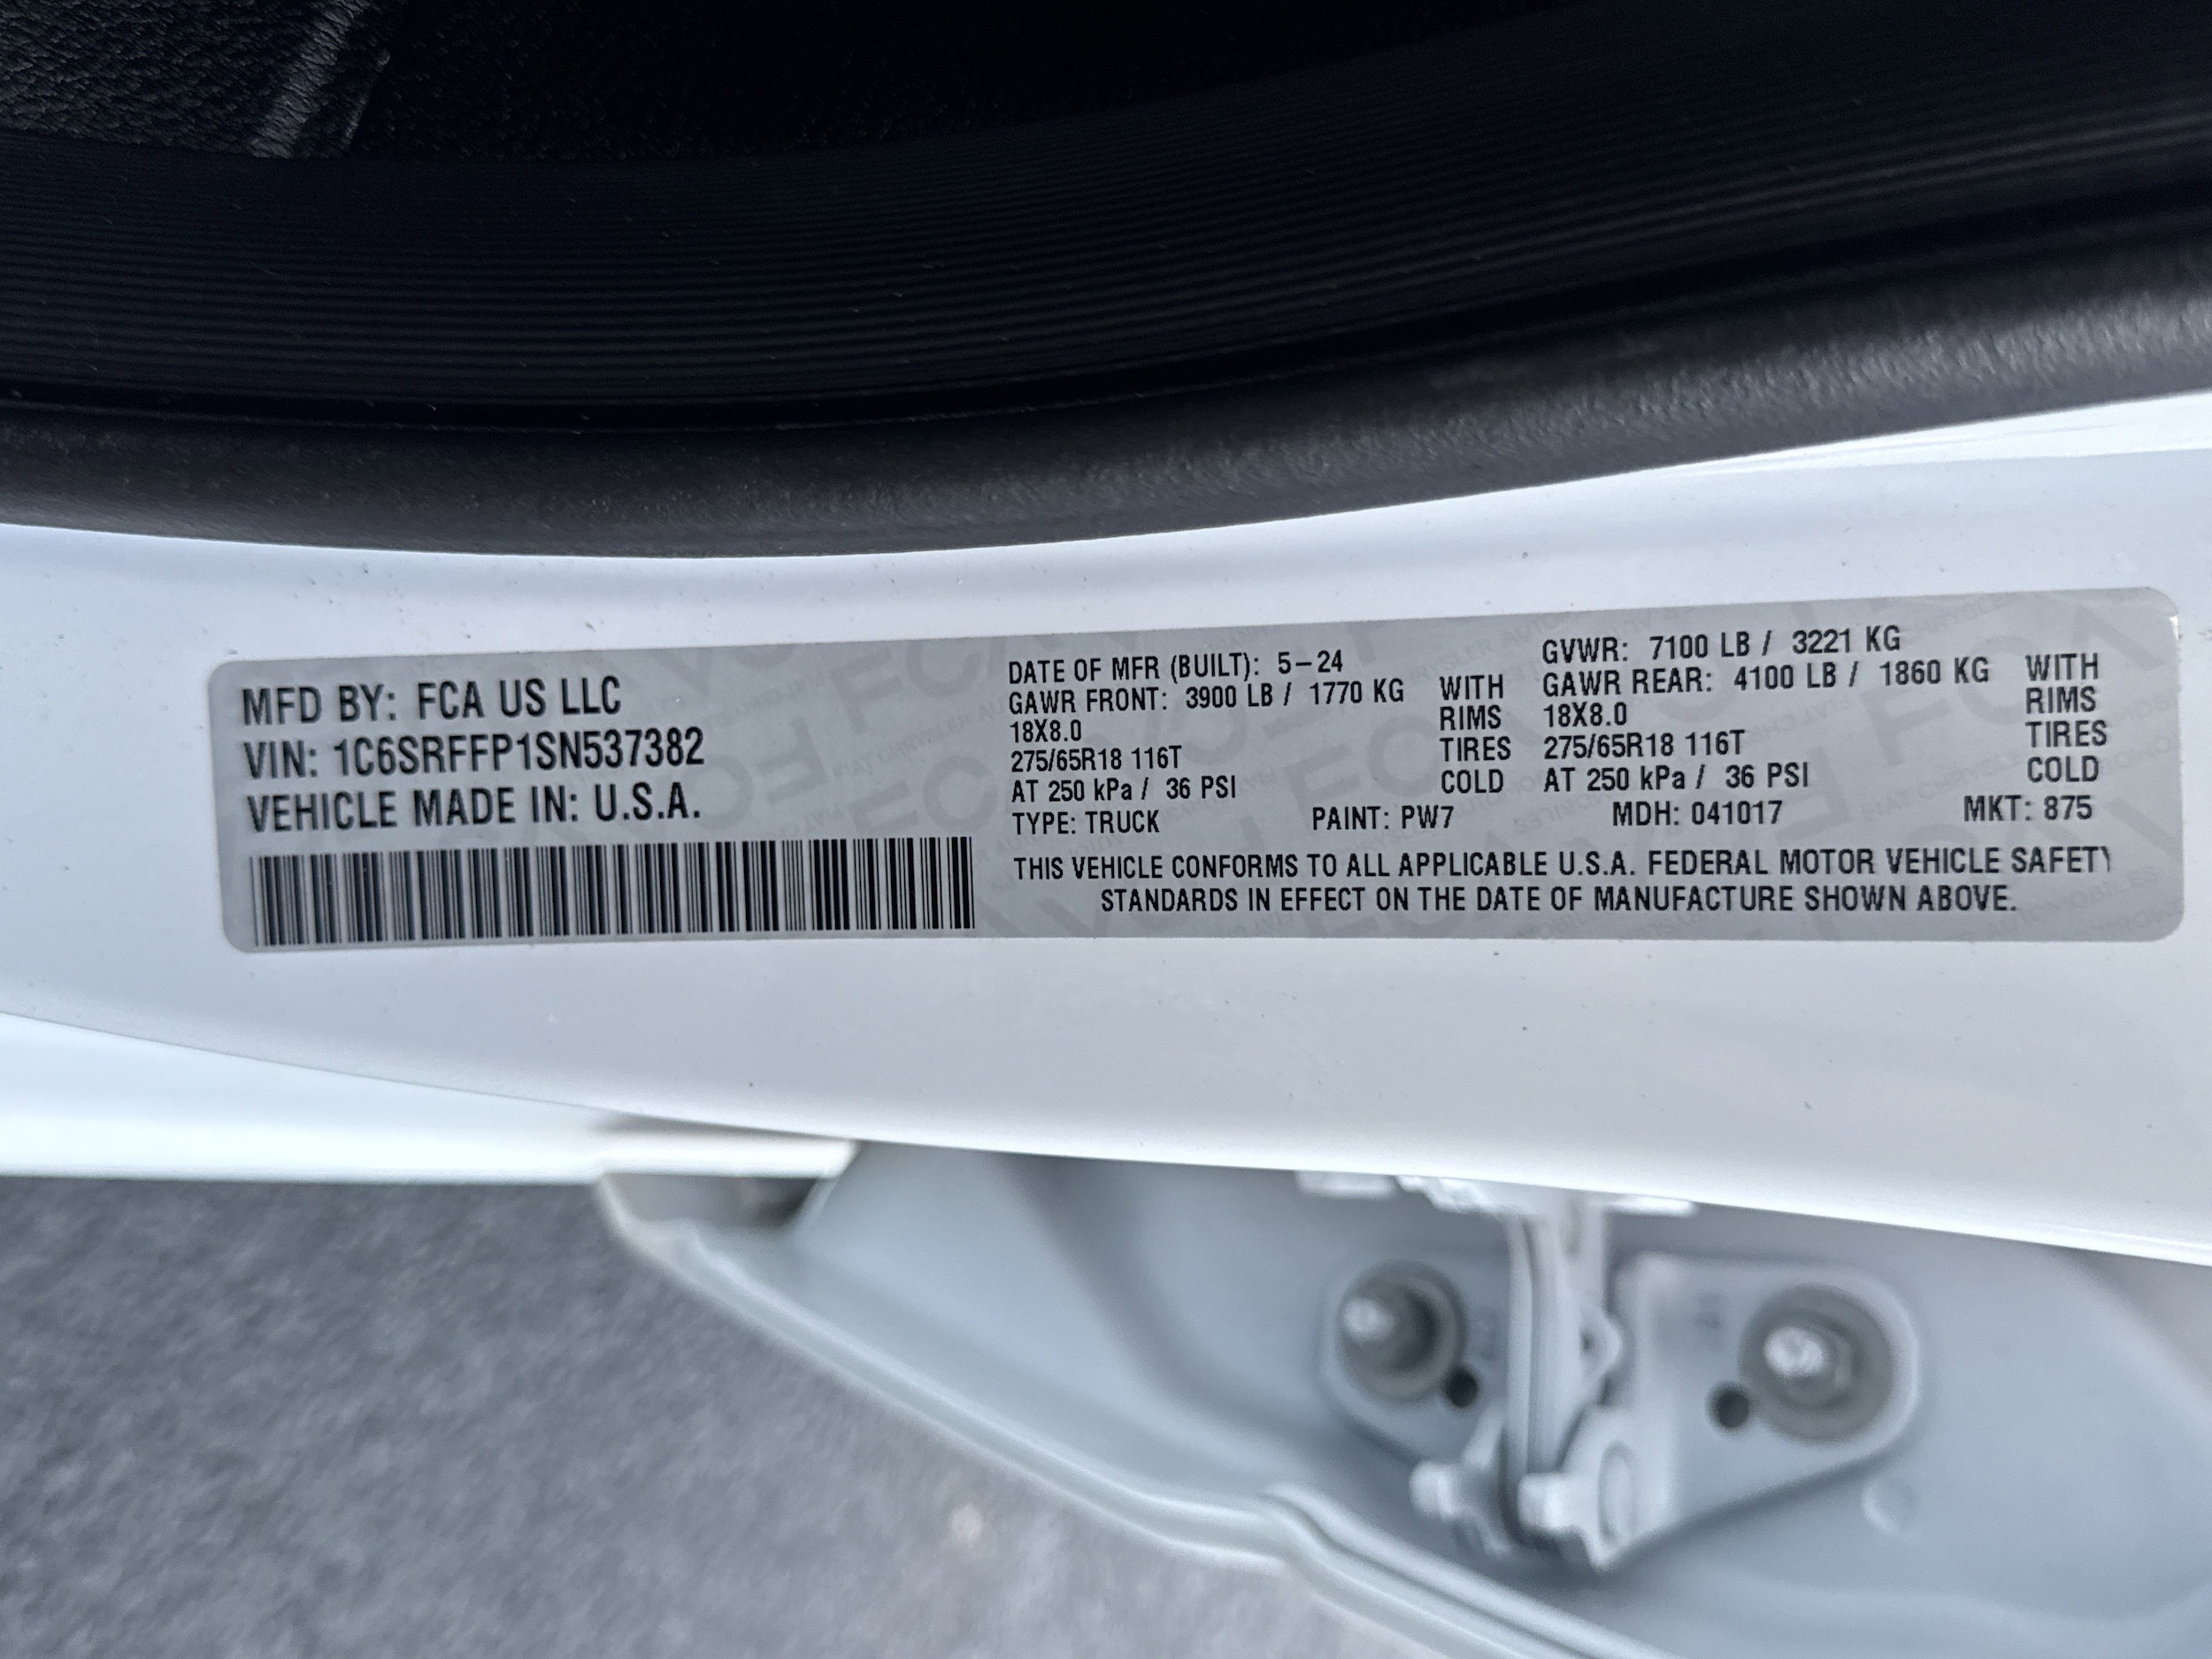 MFD BY: FCA US LLC
VIN: 1C6SRFFP1SN537382
VEHICLE MADE IN: U.S.A.
DATE OF MFR (BUILT): 5-24
GAWR FRONT: 3900 LB / 1770 KG WITH
18X8.0 RIMS
275/65R18 116T TIRES
AT 250 kPa / 36 PSI COLD
GVWR: 7100 LB / 3221 KG
GAWR REAR: 4100 LB / 1860 KG WITH
18X8.0 RIMS
275/65R18 116T TIRES
AT 250 kPa / 36 PSI COLD
TYPE: TRUCK PAINT: PW7 MDH: 041017 MKT: 875
THIS VEHICLE CONFORMS TO ALL APPLICABLE U.S.A. FEDERAL MOTOR VEHICLE SAFETY
STANDARDS IN EFFECT ON THE DATE OF MANUFACTURE SHOWN ABOVE.